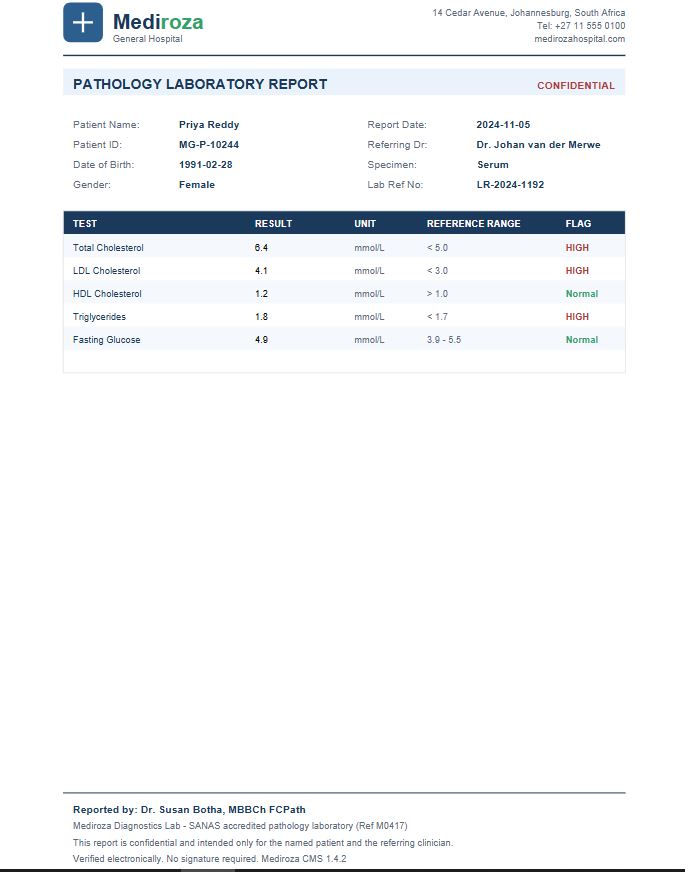 Mediroza
General Hospital
14 Cedar Avenue, Johannesburg, South Africa
Tel: +27 11 555 0100
medirozahospital.com
PATHOLOGY LABORATORY REPORT CONFIDENTIAL
Patient Name: Priya Reddy Report Date: 2024-11-05
Patient ID: MG-P-10244 Referring Dr: Dr. Johan van der Merwe
Date of Birth: 1991-02-28 Specimen: Serum
Gender: Female Lab Ref No: LR-2024-1192
TEST RESULT UNIT REFERENCE RANGE FLAG
Total Cholesterol 6.4 mmol/L < 5.0 HIGH
LDL Cholesterol 4.1 mmol/L < 3.0 HIGH
HDL Cholesterol 1.2 mmol/L > 1.0 Normal
Triglycerides 1.8 mmol/L < 1.7 HIGH
Fasting Glucose 4.9 mmol/L 3.9 - 5.5 Normal
Reported by: Dr. Susan Botha, MBBCh FCPath
Mediroza Diagnostics Lab - SANAS accredited pathology laboratory (Ref M0417)
This report is confidential and intended only for the named patient and the referring clinician.
Verified electronically. No signature required. Mediroza CMS 1.4.2